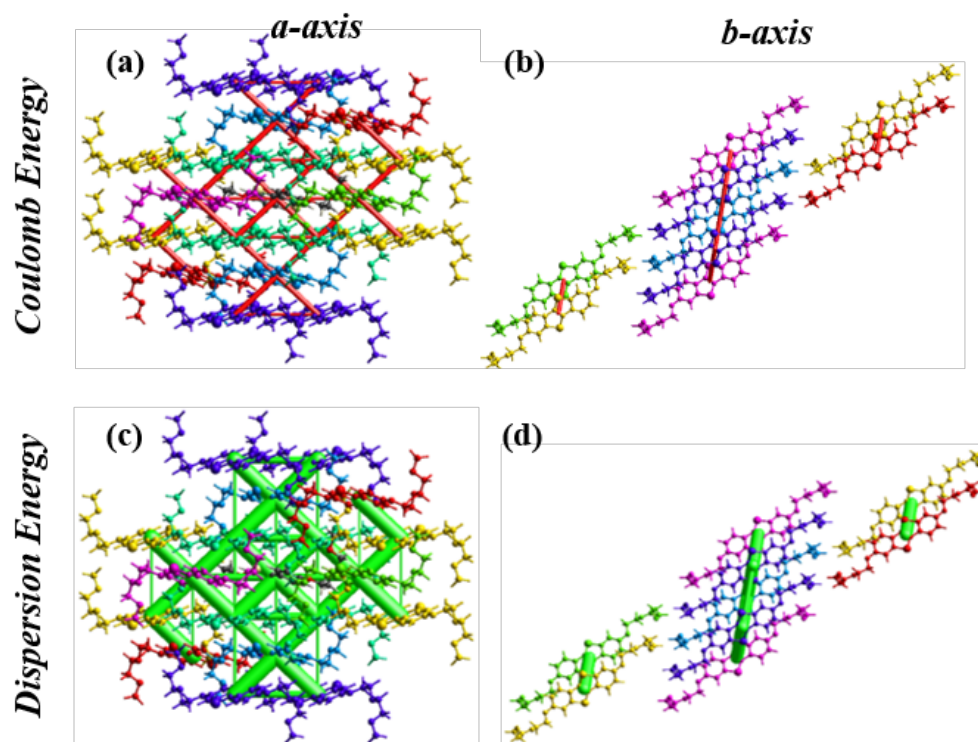 a-axis
b-axis
(a)
(b)
Coulomb Energy
(c)
(d)
Dispersion Energy